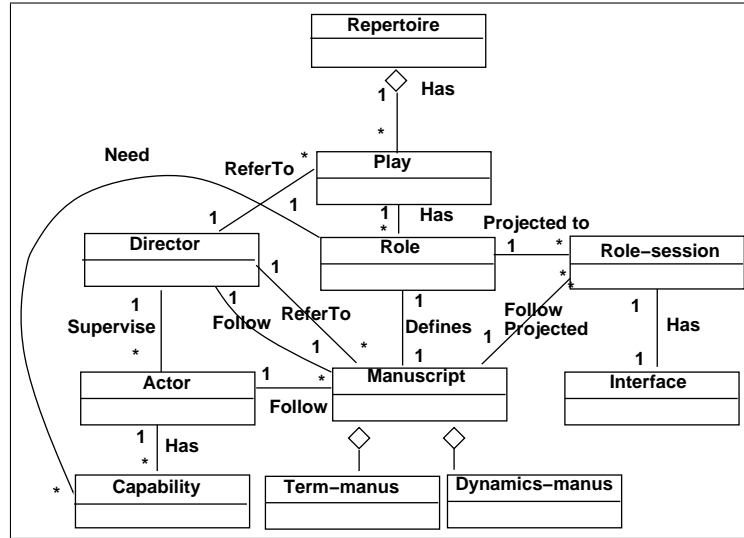 Repertoire
1
Has
*
Need
ReferTo
*
Play
1
1
1
Has
*
Projected to
Director
Role
1
*
Role-session
1
*
*
1
1
1
1
Supervise
Follow
ReferTo
Defines
Follow
Projected
1
Has
*
1
*
1
1
1
Actor
1
*
Manuscript
Interface
Follow
1
Has
*
*
Capability
Term-manus
Dynamics-manus